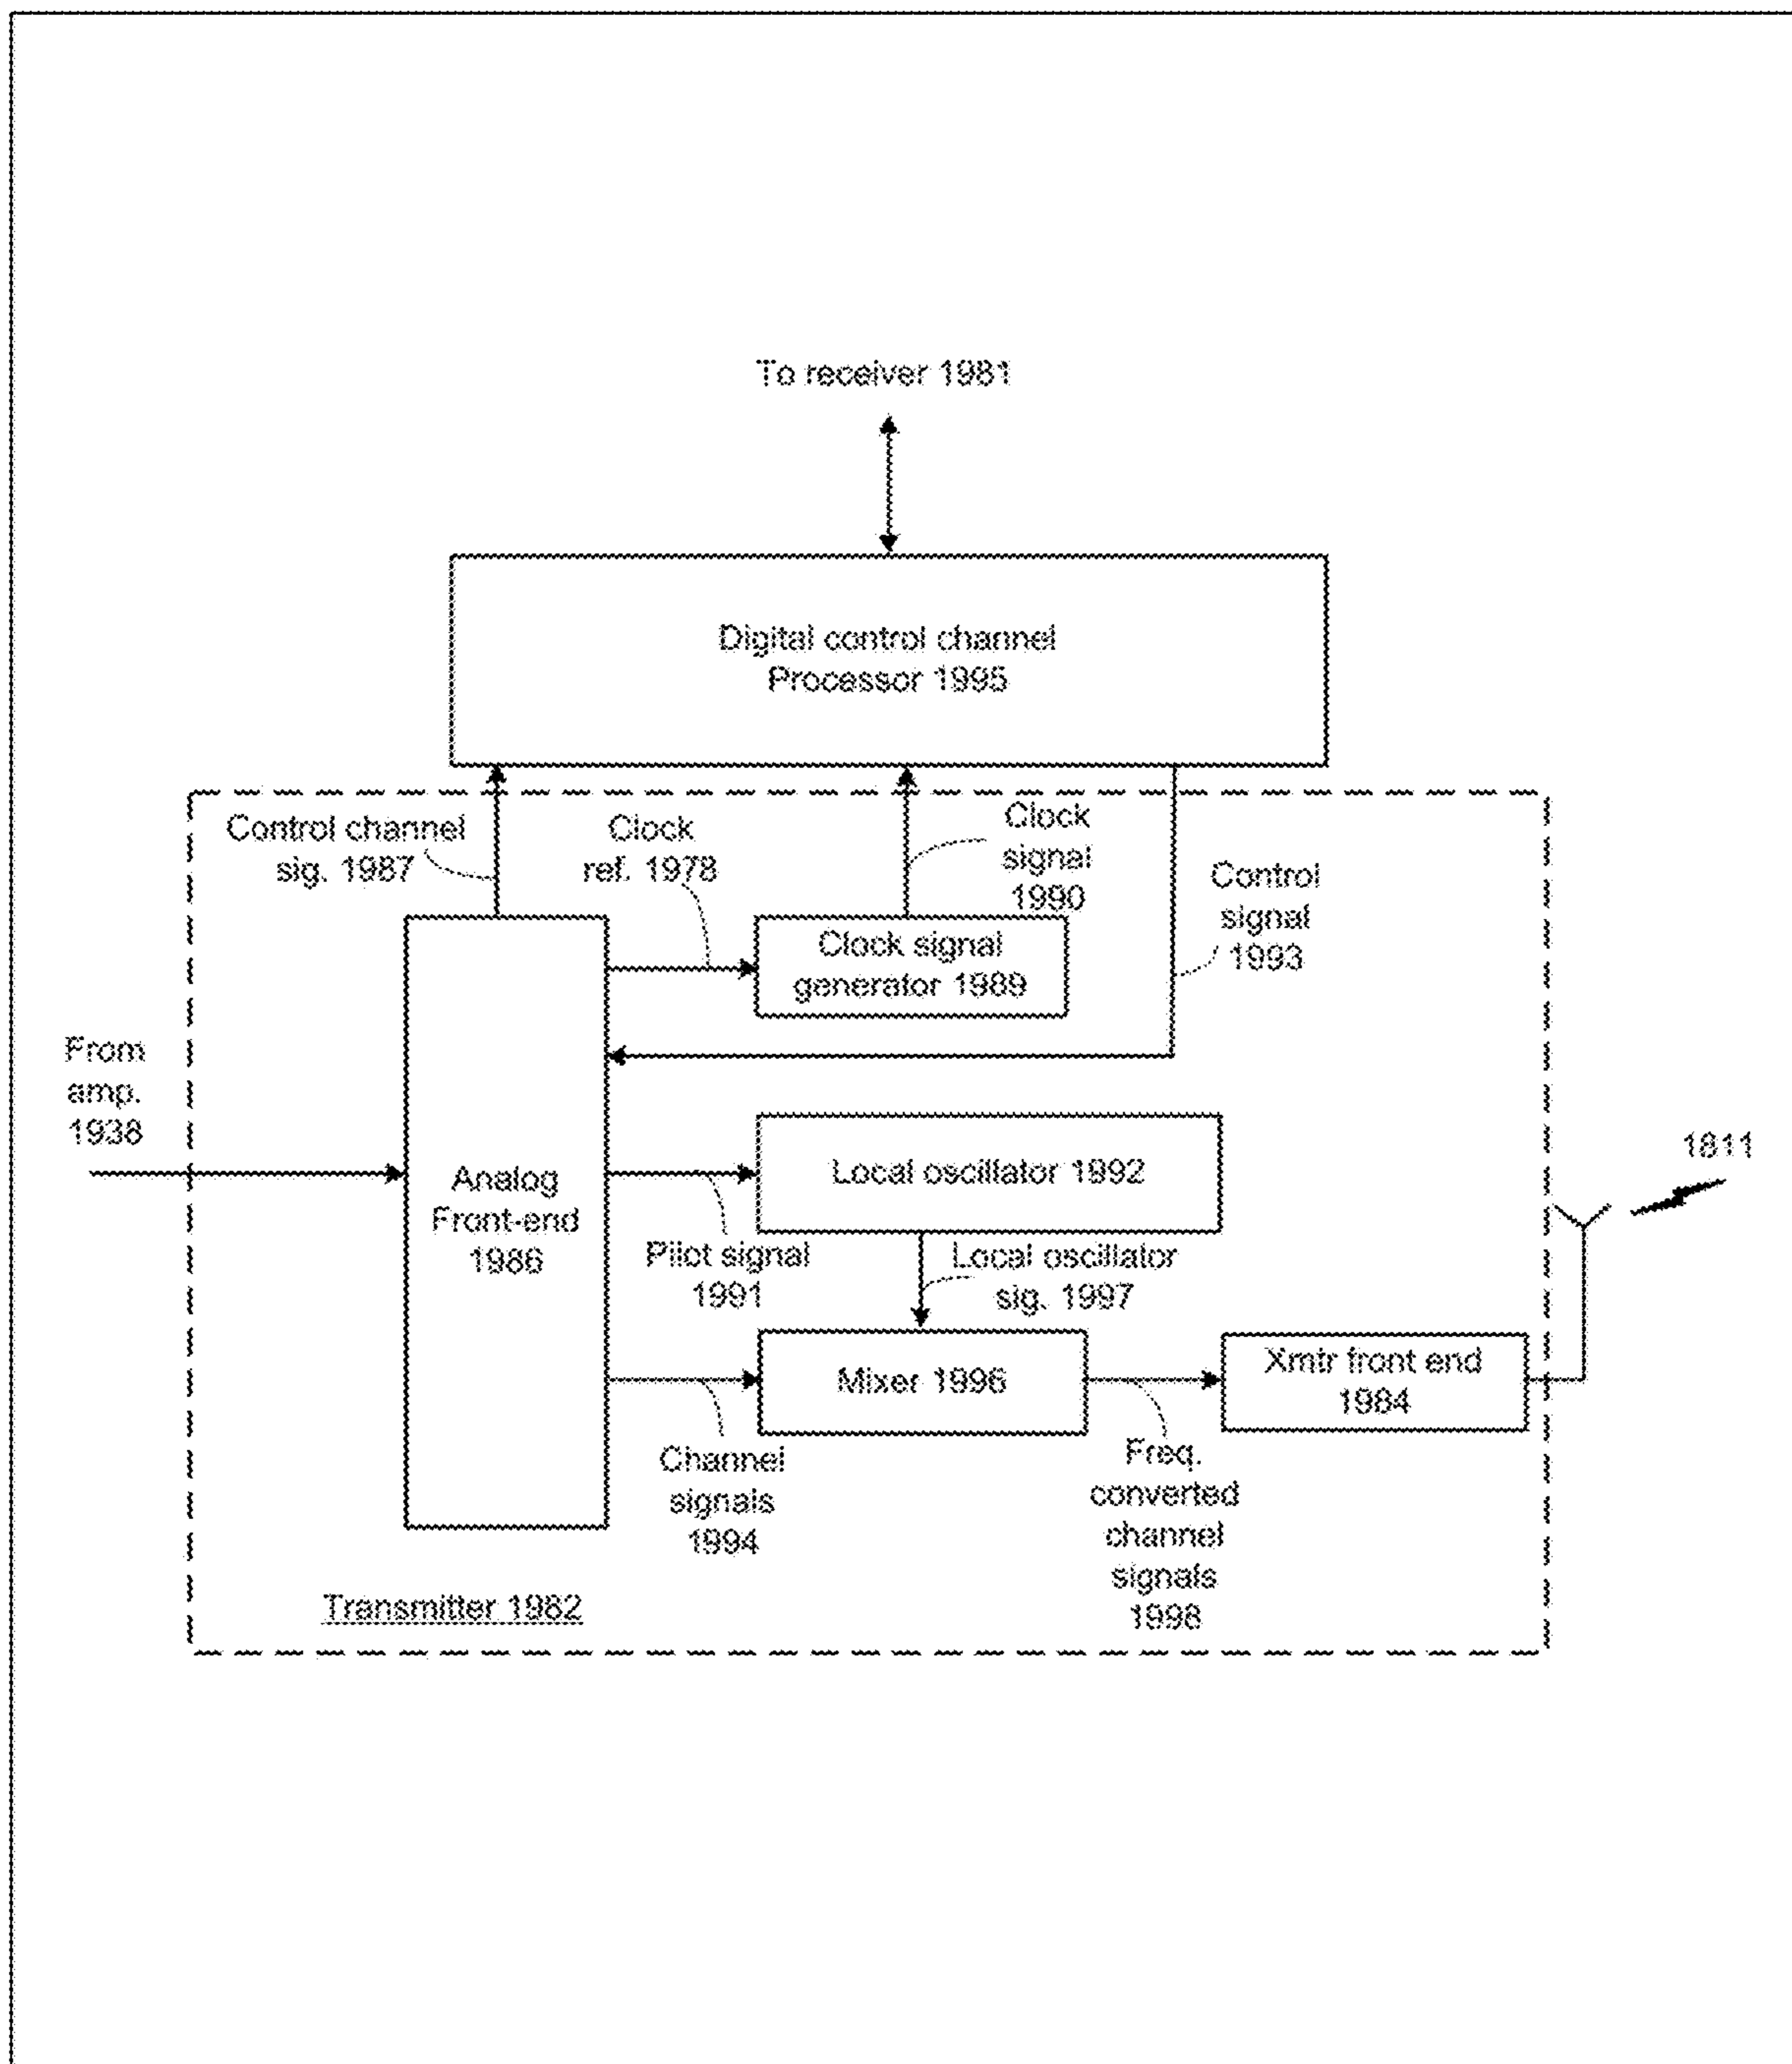 To receiver 1981
Digital control channel
Processor 1995
Control channel
sig. 1987
Clock
ref. 1978
Clock
signal
1990
Control
signal
1993
Clock signal
generator 1989
From
amp.
1938
Analog
Front-end
1986
Local oscillator 1992
1811
Pilot signal
1991
Local oscillator
sig. 1997
Mixer 1996
Xmtr front end
1984
Channel
signals
1994
Freq.
converted
channel
signals
1998
Transmitter 1982